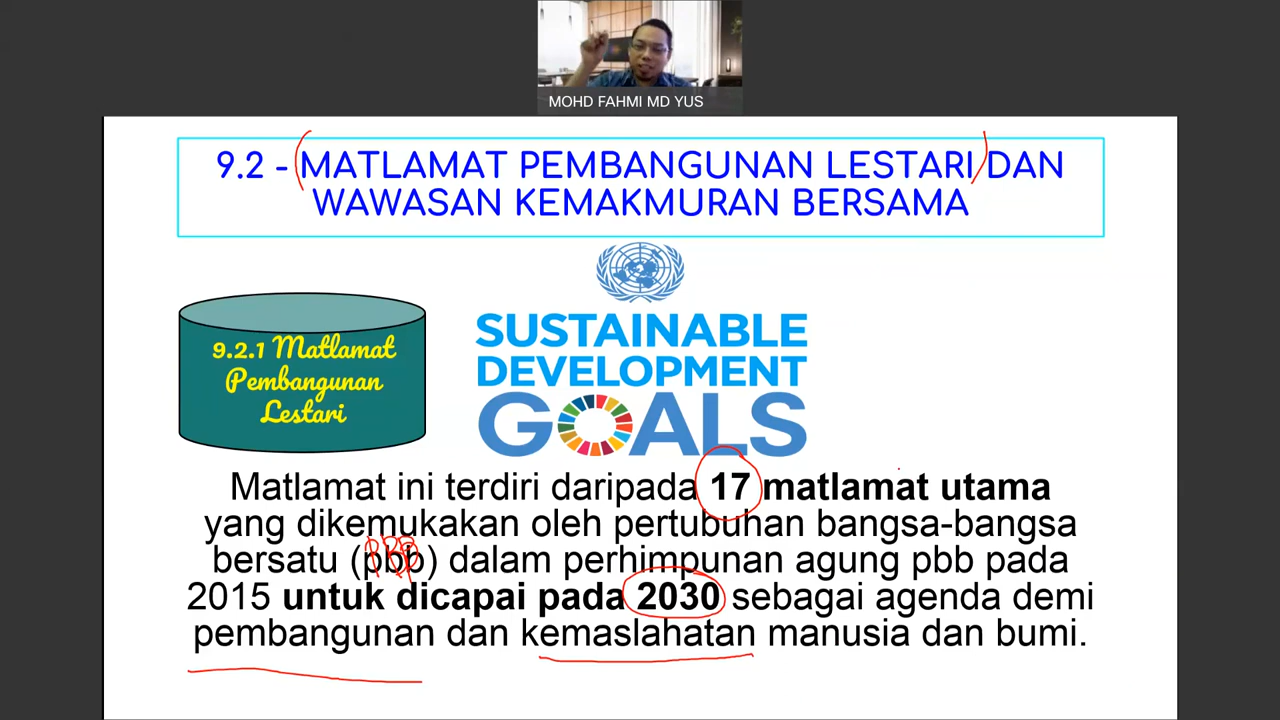 MOHD FAHMI MD YUS
9.2 - MATLAMAT PEMBANGUNAN LESTARI DAN
WAWASAN KEMAKMURAN BERSAMA
9.2.1 Matlamat
Pembangunan
Lestari
SUSTAINABLE
DEVELOPMENT
GOALS
Matlamat ini terdiri daripada 17 matlamat utama
yang dikemukakan oleh pertubuhan bangsa-bangsa
bersatu (pbb) dalam perhimpunan agung pbb pada
2015 untuk dicapai pada 2030 sebagai agenda demi
pembangunan dan kemaslahatan manusia dan bumi.